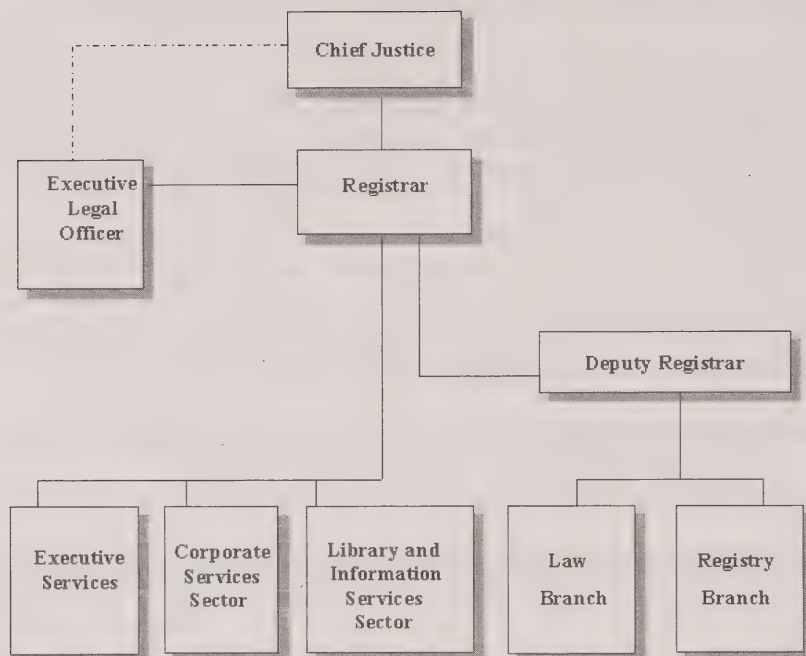 Chief Justice
Executive
Legal
Officer
Registrar
Deputy Registrar
Executive
Services
Corporate
Services
Sector
Library and
Information
Services
Sector
Law
Branch
Registry
Branch